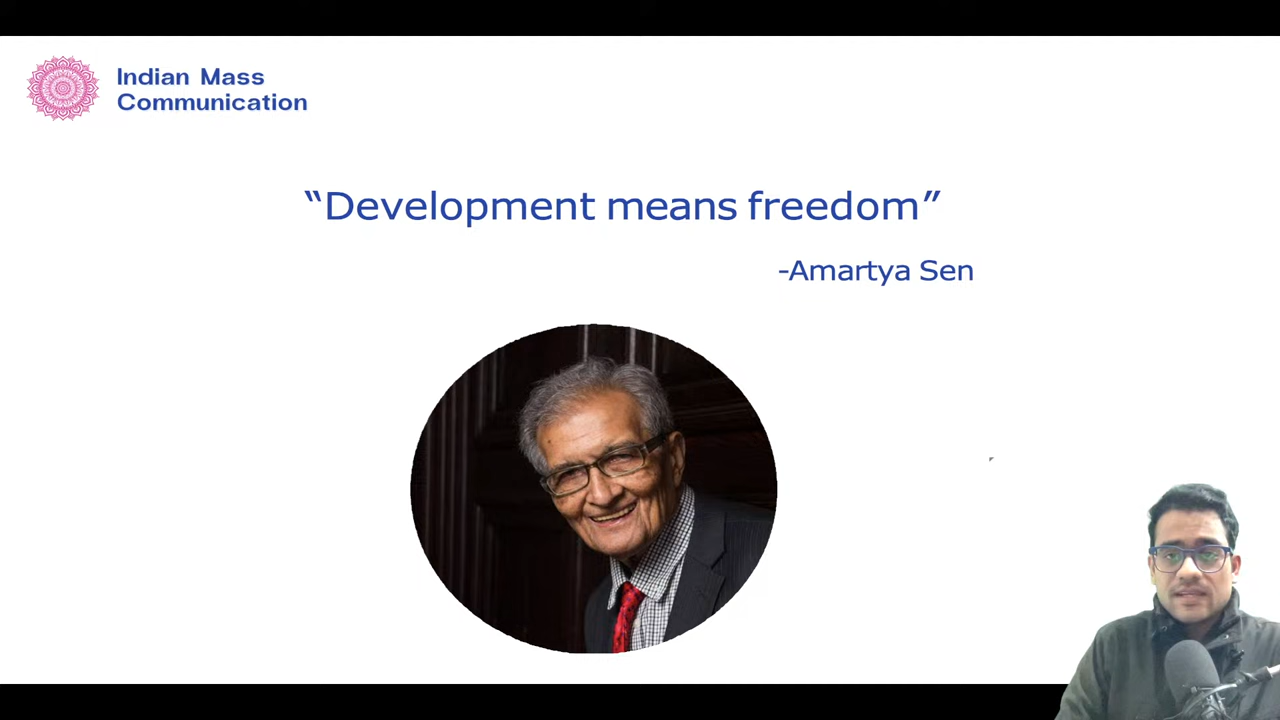 Indian Mass
Communication
“Development means freedom”
-Amartya Sen